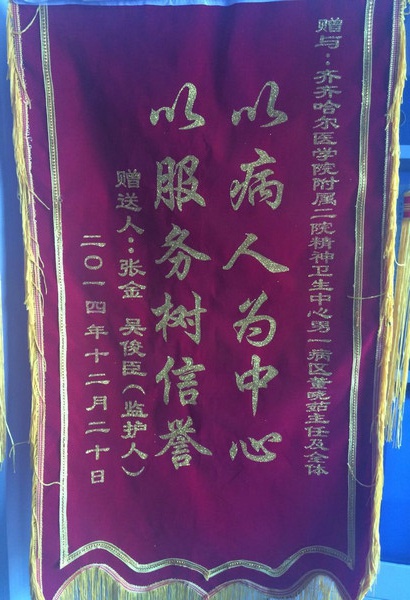 赠与：齐齐哈尔医学院附属二院精神卫生中心男一病区董晓茹主任及全体
以病人为中心
以服务树信誉
赠送人：张金 吴俊臣（监护人）
二〇一四年十二月二十日